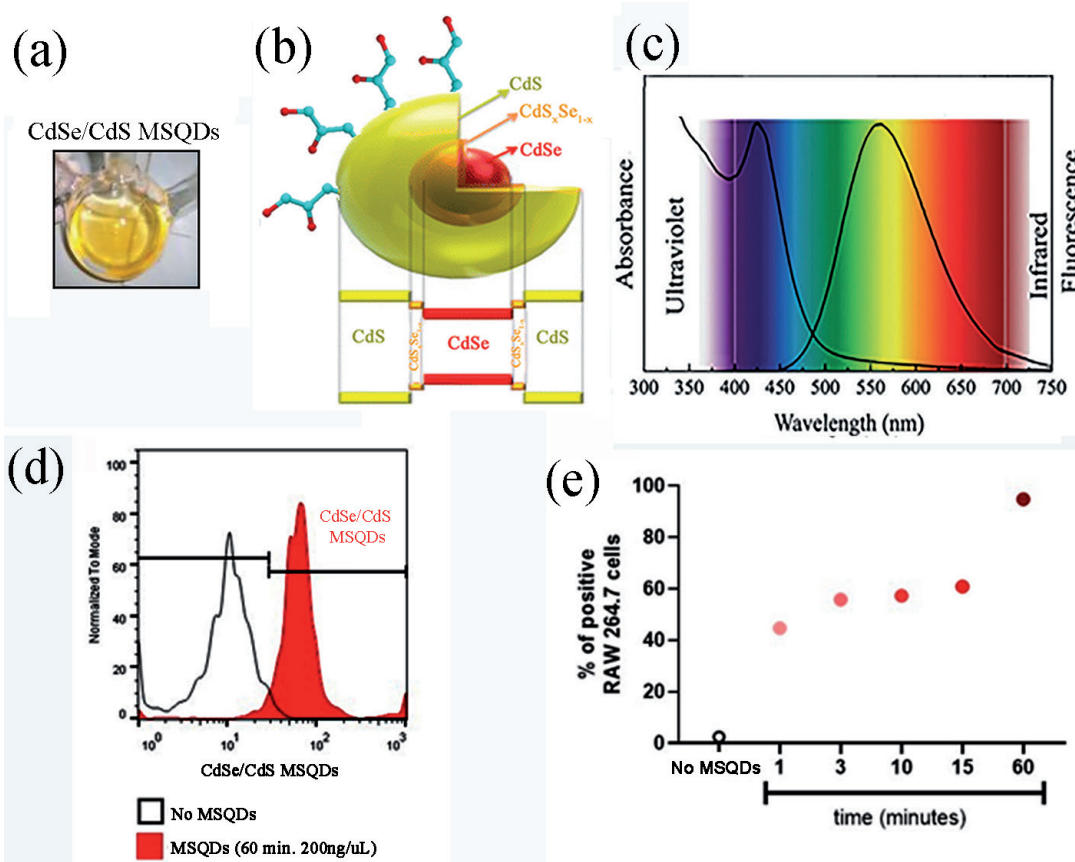 (a)
CdSe/CdS MSQDs
(b)
CdS
CdSₓSe₁₋ₓ
CdSe
CdS
CdSₓSe₁₋ₓ
CdSe
CdSₓSe₁₋ₓ
CdS
(c)
Absorbance
Ultraviolet
Infrared
Fluorescence
300 350 400 450 500 550 600 650 700 750
Wavelength (nm)
(d)
Normalized To Mode
100
80
60
40
20
0
CdSe/CdS
MSQDs
10⁰ 10¹ 10² 10³
CdSe/CdS MSQDs
No MSQDs
MSQDs (60 min. 200ng/uL)
(e)
% of positive
RAW 264.7 cells
100
80
60
40
20
0
No MSQDs 1 3 10 15 60
time (minutes)